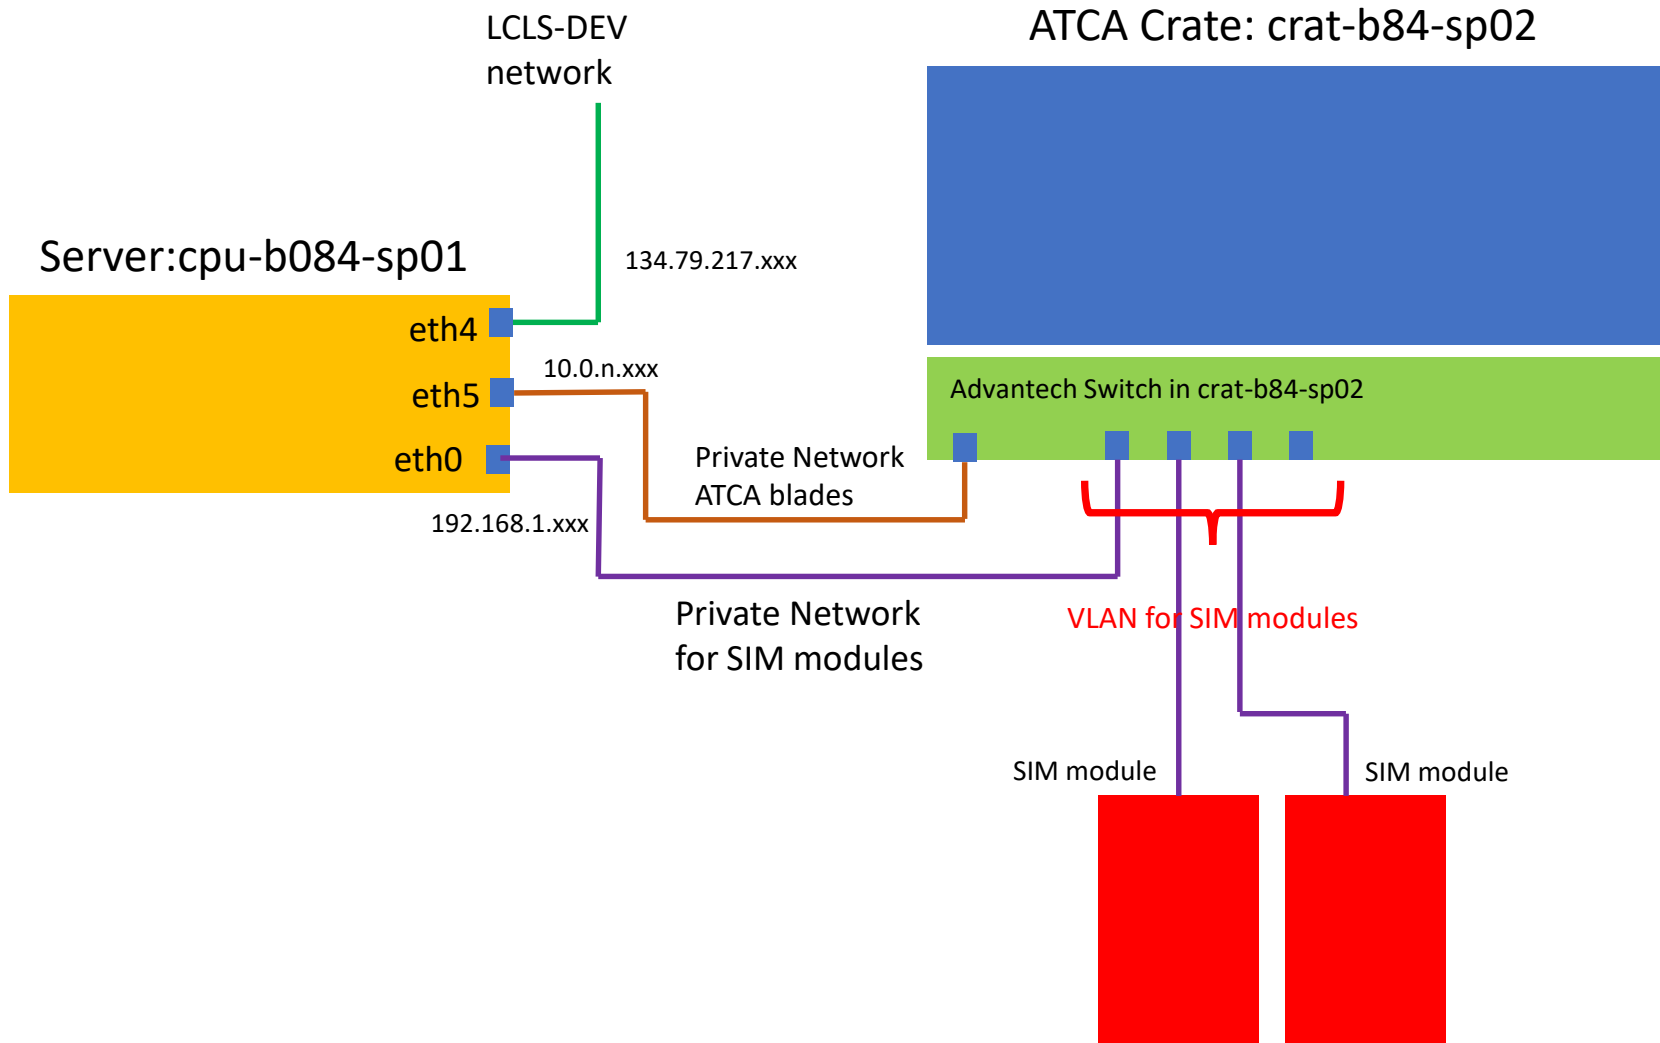 LCLS-DEV
network
ATCA Crate: crat-b84-sp02
Server:cpu-b084-sp01
134.79.217.xxx
eth4
10.0.n.xxx
eth5
Advantech Switch in crat-b84-sp02
eth0
Private Network
ATCA blades
192.168.1.xxx
Private Network
for SIM modules
VLAN for SIM modules
SIM module
SIM module